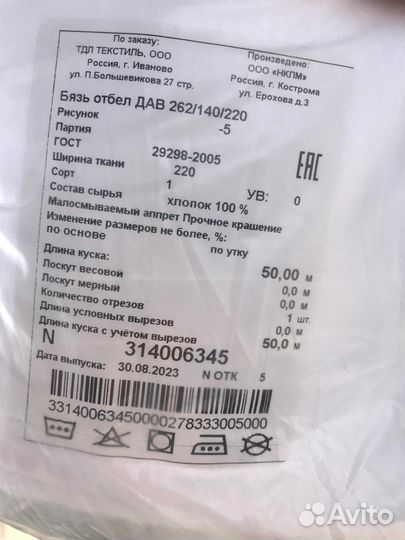 По заказу:
ТДЛ ТЕКСТИЛЬ, ООО
Россия, г. Иваново
ул. П.Большевикова 27 стр.
Произведено:
ООО «НКЛМ»
Россия, г. Кострома
ул. Ерохова д.3
Бязь отбел ДАВ 262/140/220
Рисунок -5
Партия
ГОСТ 29298-2005
Ширина ткани 220
Сорт 1 УВ: 0
Состав сырья хлопок 100 %
Малосмываемый аппрет Прочное крашение
Изменение размеров не более, %:
по основе по утку
Длина куска: 50,00 м
Лоскут весовой 0,0 м
Лоскут мерный 0,0 м
Количество отрезов 1 шт.
Длина условных вырезов 0,0 м
Длина куска с учётом вырезов 50,0 м
N 314006345
Дата выпуска: 30.08.2023 N ОТК 5
33140063450000278333005000
EAC
Avito